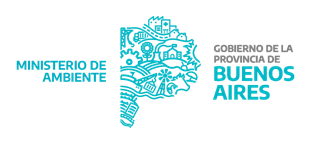 MINISTERIO DE
AMBIENTE
GOBIERNO DE LA
PROVINCIA DE
BUENOS
AIRES